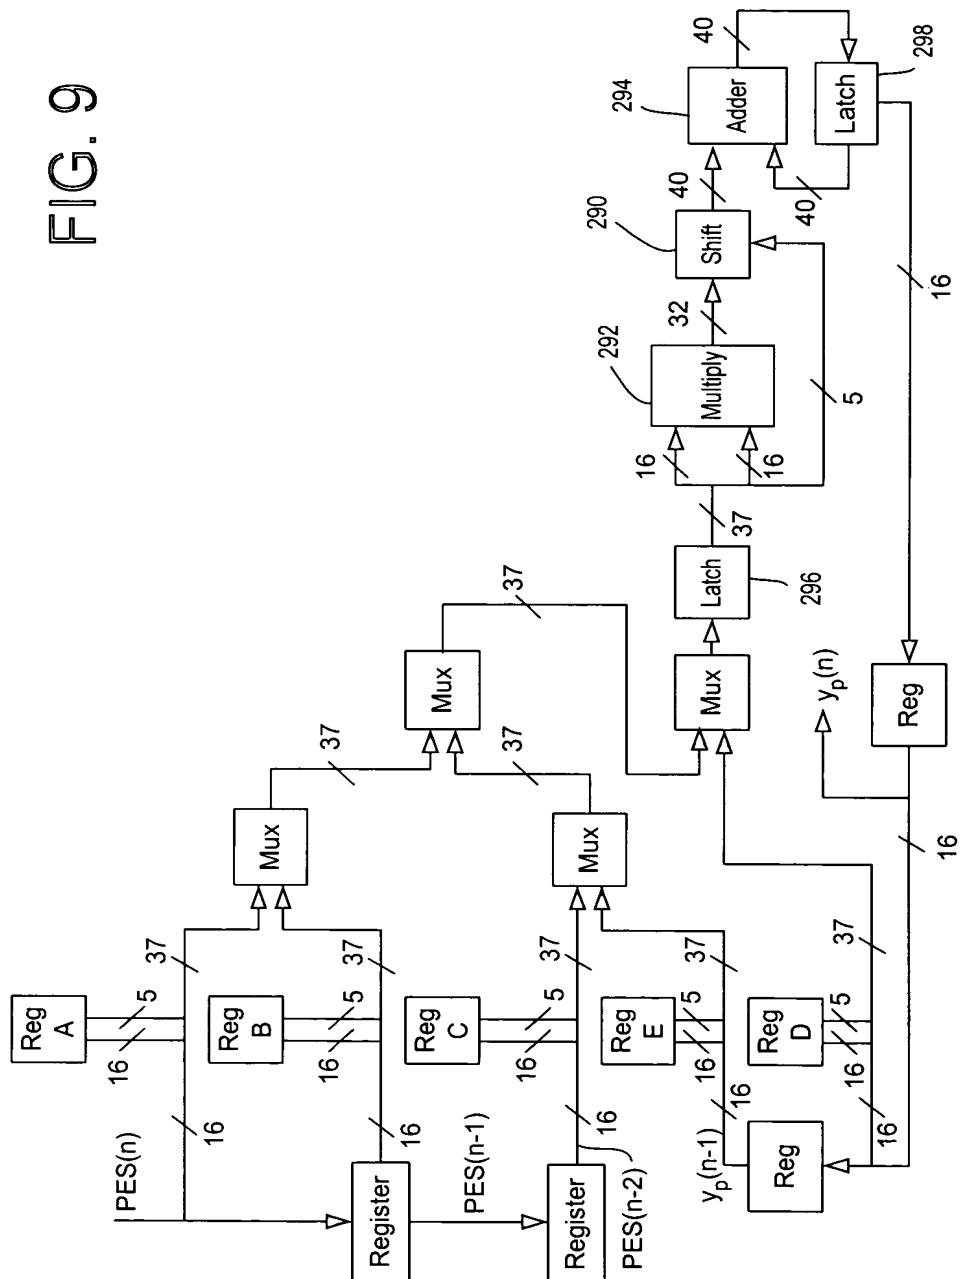 FIG. 9
Reg
A
16
5
37
PES(n)
16
Reg
B
16
5
37
16
Register
PES(n-1)
Reg
C
16
5
37
16
Register
PES(n-2)
Reg
E
16
5
37
16
y_p(n-1)
Reg
Reg
D
16
5
37
16
Mux
37
Mux
37
Mux
37
Mux
Latch
296
37
16
16
5
Multiply
292
32
Shift
290
40
Adder
294
40
Latch
298
40
16
Reg
y_p(n)
16